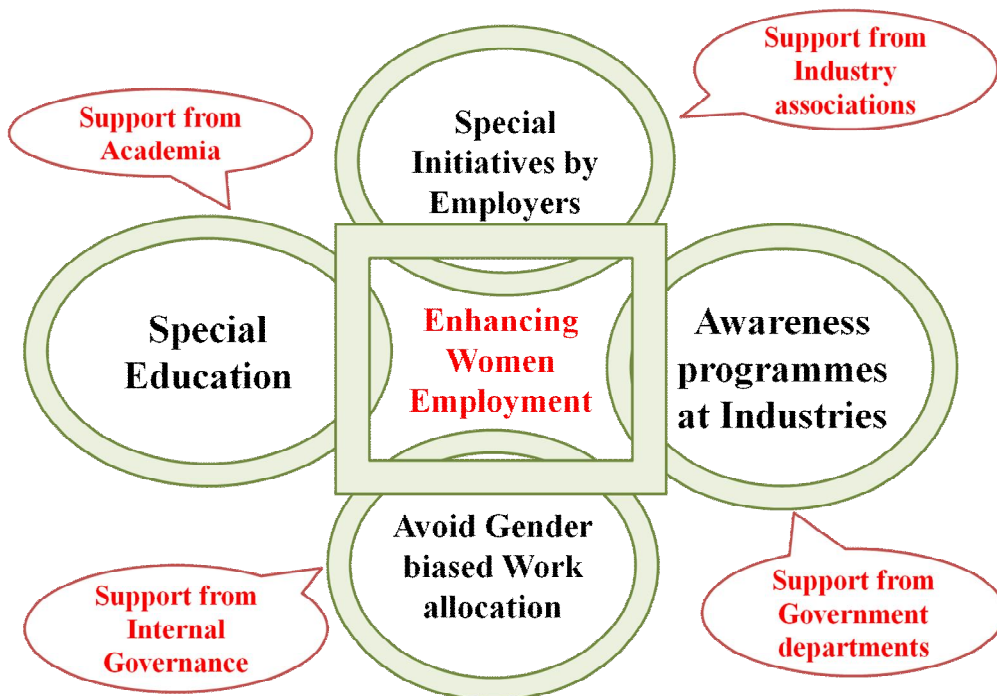 Support from
Industry
associations
Support from
Academia
Special
Initiatives by
Employers
Special
Education
Enhancing
Women
Employment
Awareness
programmes
at Industries
Avoid Gender
biased Work
allocation
Support from
Internal
Governance
Support from
Government
departments